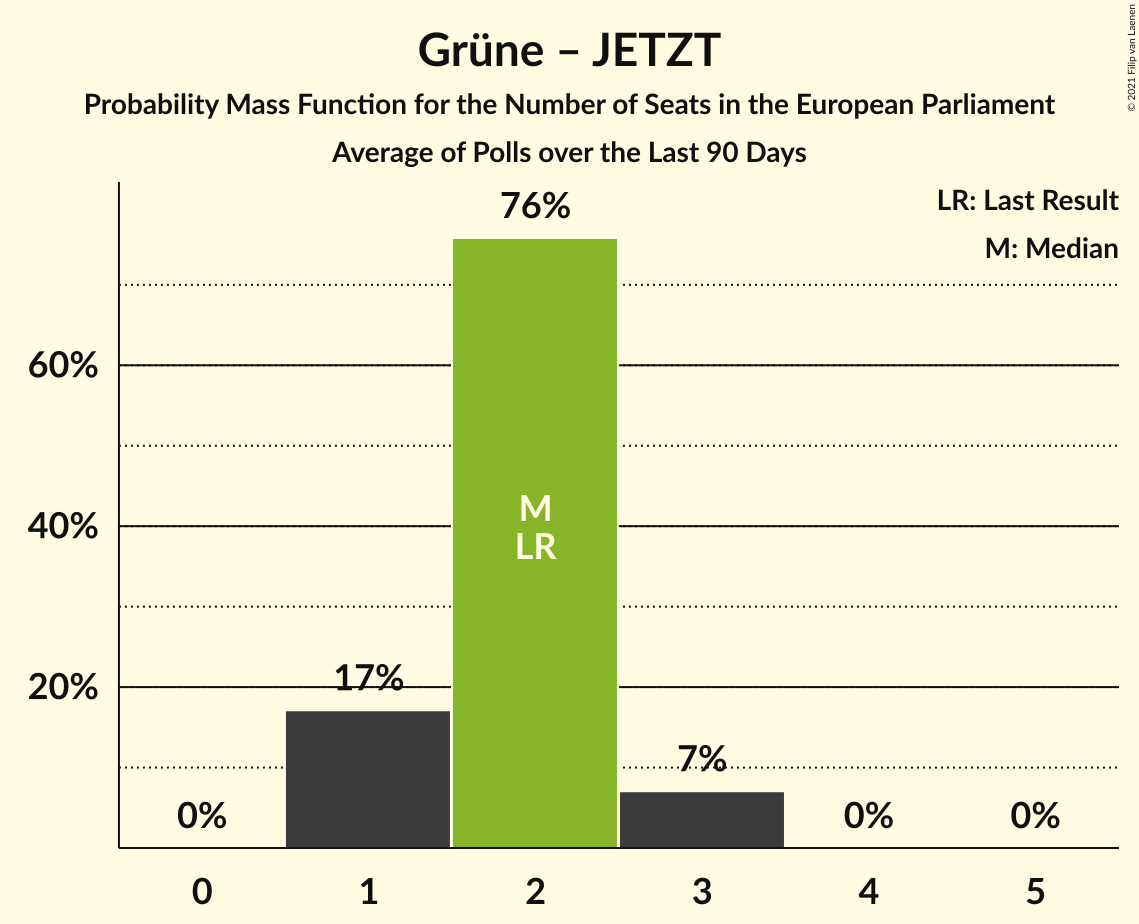 Grüne – JETZT
Probability Mass Function for the Number of Seats in the European Parliament
Average of Polls over the Last 90 Days
© 2021 Filip van Laenen
LR: Last Result
M: Median
76%
60%
40%
20%
M
LR
17%
7%
0%
0%
0%
0
1
2
3
4
5